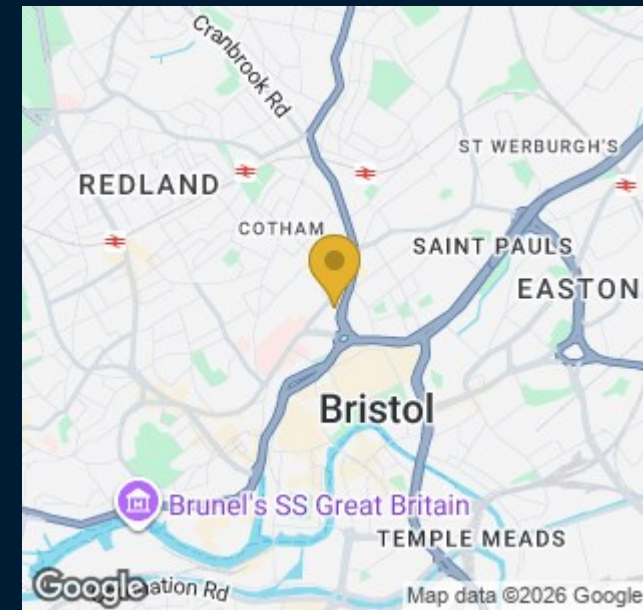 Cranbrook Rd
ST WERBURGH'S
REDLAND
COTHAM
SAINT PAULS
EASTON
Bristol
Brunel's SS Great Britain
TEMPLE MEADS
Google
Rd
Map data ©2026 Google